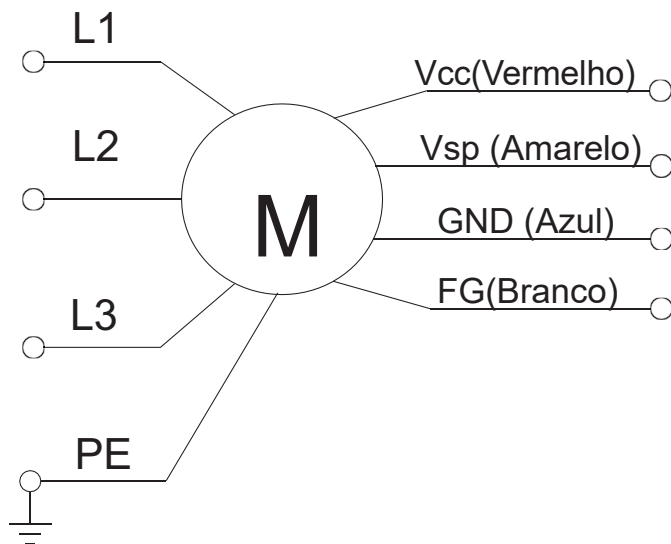 L1
Vcc(Vermelho)
L2
Vsp (Amarelo)
M
GND (Azul)
FG(Branco)
L3
PE